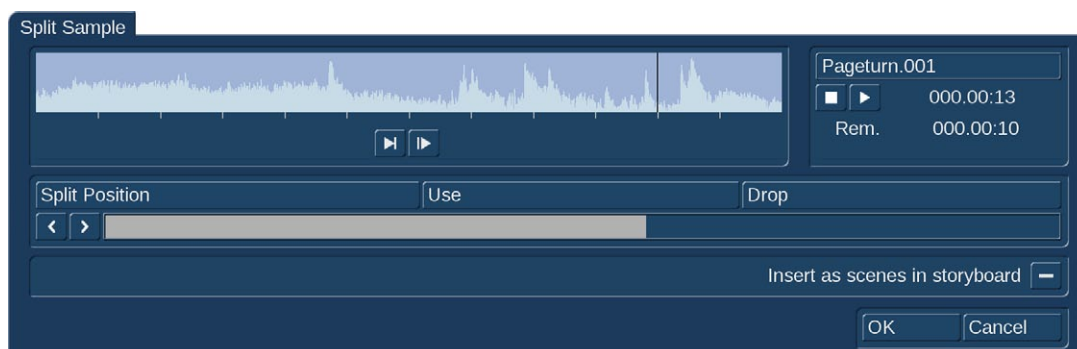 Split Sample
Pageturn.001
000.00:13
Rem. 000.00:10
Split Position Use Drop
Insert as scenes in storyboard
OK Cancel